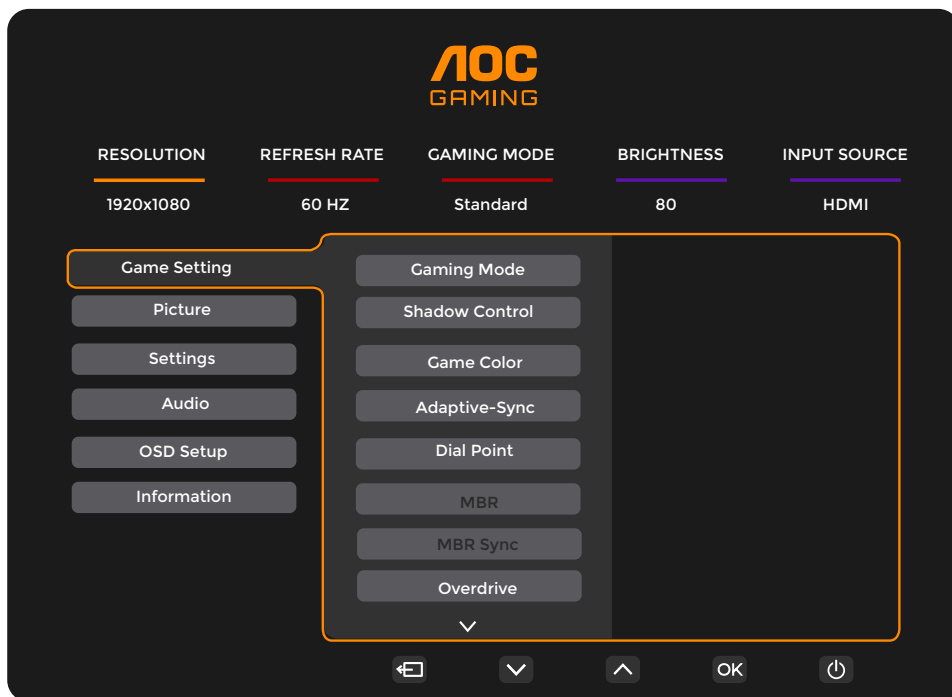 AOC
GAMING
RESOLUTION REFRESH RATE GAMING MODE BRIGHTNESS INPUT SOURCE
1920x1080 60 HZ Standard 80 HDMI
Game Setting
Picture
Settings
Audio
OSD Setup
Information
Gaming Mode
Shadow Control
Game Color
Adaptive-Sync
Dial Point
MBR
MBR Sync
Overdrive
OK